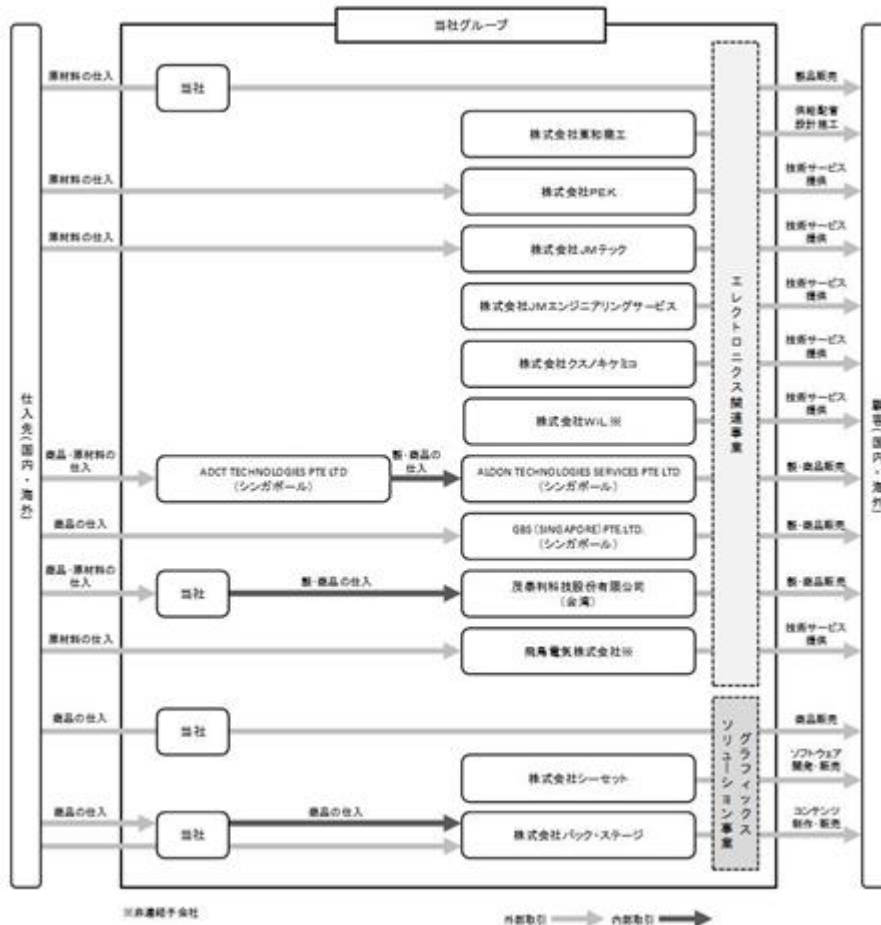 当社グループ
原材料の仕入
当社
製品販売
株式会社東和商工
供給配管
設計施工
原材料の仕入
株式会社PEK
技術サービス
提供
原材料の仕入
株式会社JMテック
技術サービス
提供
株式会社JMエンジニアリングサービス
技術サービス
提供
株式会社クスノキケミコ
技術サービス
提供
株式会社WiL※
技術サービス
提供
エレクトロニクス関連事業
仕入先(国内・海外)
顧客(国内・海外)
商品・原材料の
仕入
ADCT TECHNOLOGIES PTE LTD
(シンガポール)
製・商品の
仕入
ALDON TECHNOLOGIES SERVICES PTE LTD
(シンガポール)
製・商品販売
商品の仕入
GBS (SINGAPORE) PTE.LTD.
(シンガポール)
製・商品販売
商品・原材料の
仕入
当社
製・商品の仕入
茂泰利科技股份有限公司
(台湾)
製・商品販売
原材料の仕入
飛鳥電気株式会社※
技術サービス
提供
商品の仕入
当社
商品販売
グラフィックス
ソリューション事業
株式会社シーセット
ソフトウェア
開発・販売
商品の仕入
当社
商品の仕入
株式会社バック・ステージ
コンテンツ
制作・販売
※非連結子会社
外部取引
内部取引